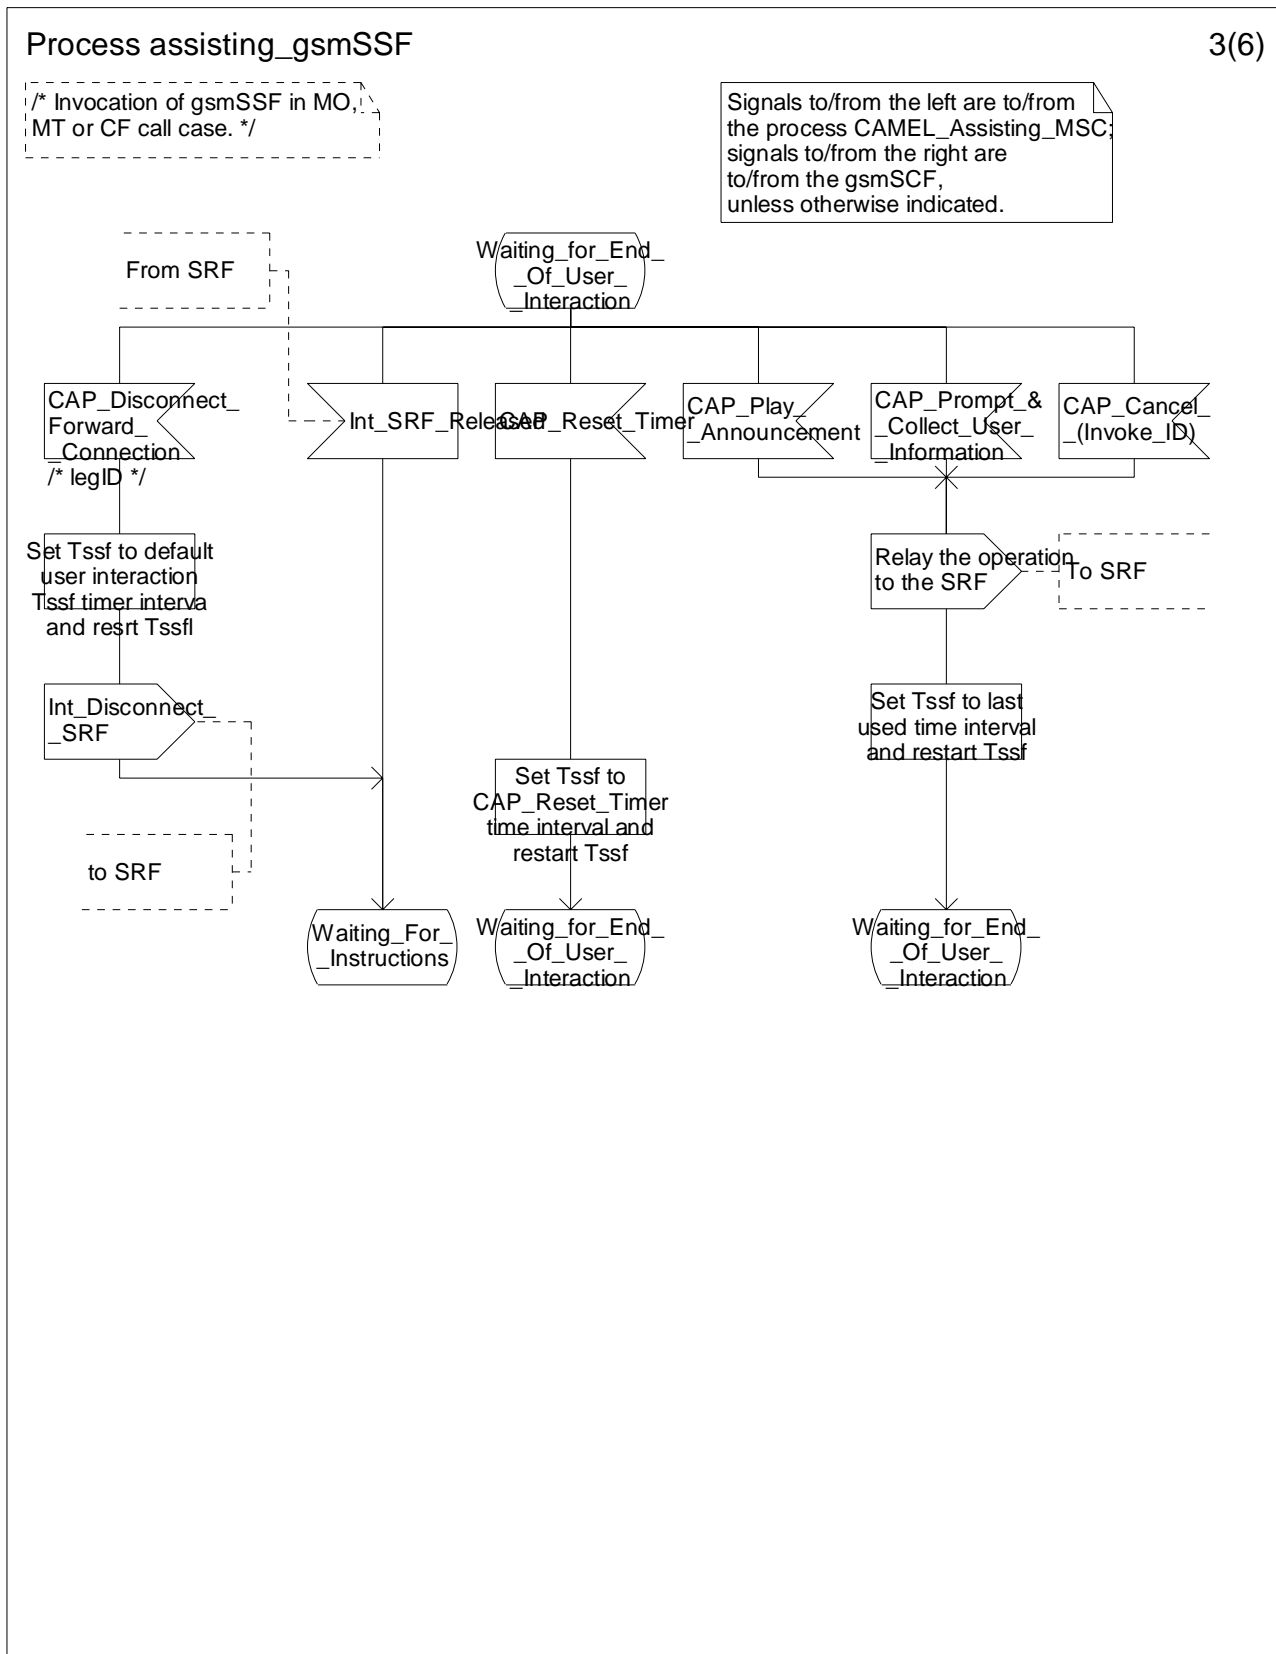 Process assisting_gsmSSF
3(6)
/* Invocation of gsmSSF in MO,
MT or CF call case. */
Signals to/from the left are to/from
the process CAMEL_Assisting_MSC;
signals to/from the right are
to/from the gsmSCF,
unless otherwise indicated.
From SRF
Waiting_for_End_
_Of_User_
_Interaction
CAP_Disconnect_
Forward_
_Connection
/* legID */
Int_SRF_Released
CAP_Reset_Timer
CAP_Play_
_Announcement
CAP_Prompt_&
_Collect_User_
_Information
CAP_Cancel_
_(Invoke_ID)
Set Tssf to default
user interaction
Tssf timer interva
and resrt Tssfl
Relay the operation
to the SRF
To SRF
Int_Disconnect_
_SRF
Set Tssf to last
used time interval
and restart Tssf
Set Tssf to
CAP_Reset_Timer
time interval and
restart Tssf
to SRF
Waiting_For_
_Instructions
Waiting_for_End_
_Of_User_
_Interaction
Waiting_for_End_
_Of_User_
_Interaction